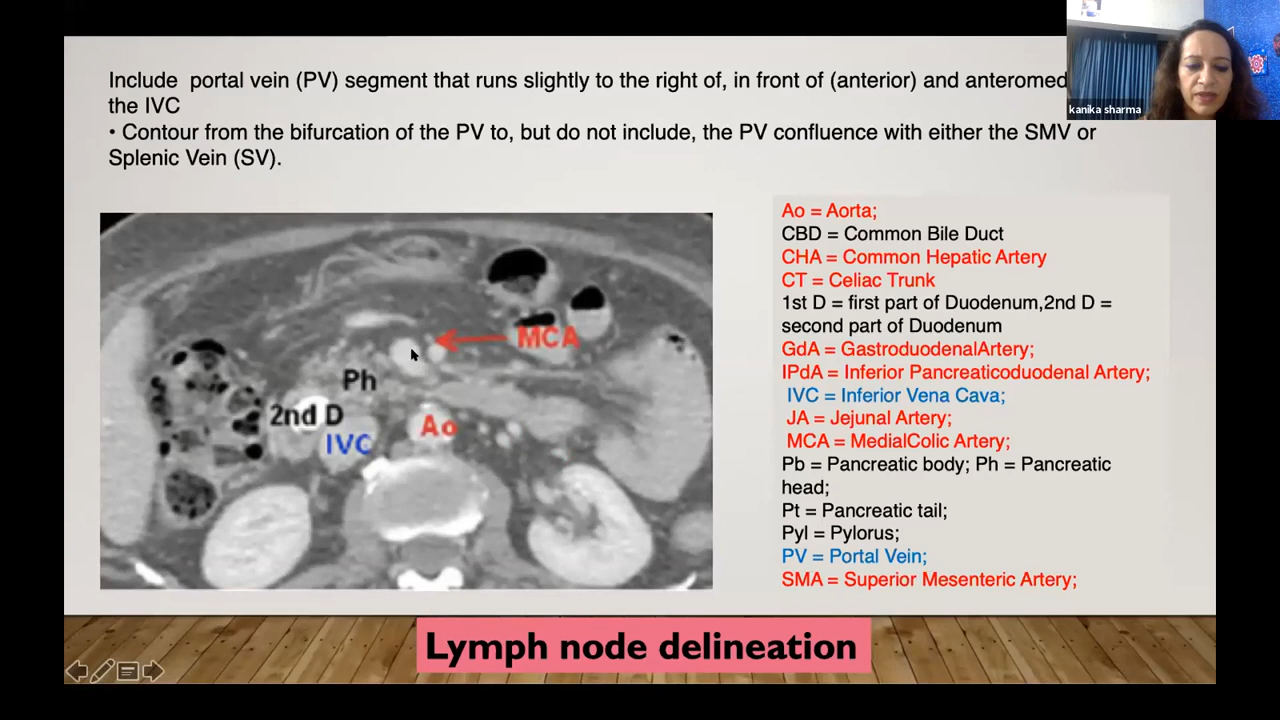 Include portal vein (PV) segment that runs slightly to the right of, in front of (anterior) and
the IVC
• Contour from the bifurcation of the PV to, but do not include, the PV confluence with either the SMV or
Splenic Vein (SV).
kanika sharma
MCA
Ph
2nd D
IVC
Ao
Ao = Aorta;
CBD = Common Bile Duct
CHA = Common Hepatic Artery
CT = Celiac Trunk
1st D = first part of Duodenum,2nd D =
second part of Duodenum
GdA = GastroduodenalArtery;
IPdA = Inferior Pancreaticoduodenal Artery;
IVC = Inferior Vena Cava;
JA = Jejunal Artery;
MCA = MedialColic Artery;
Pb = Pancreatic body; Ph = Pancreatic
head;
Pt = Pancreatic tail;
Pyl = Pylorus;
PV = Portal Vein;
SMA = Superior Mesenteric Artery;
Lymph node delineation